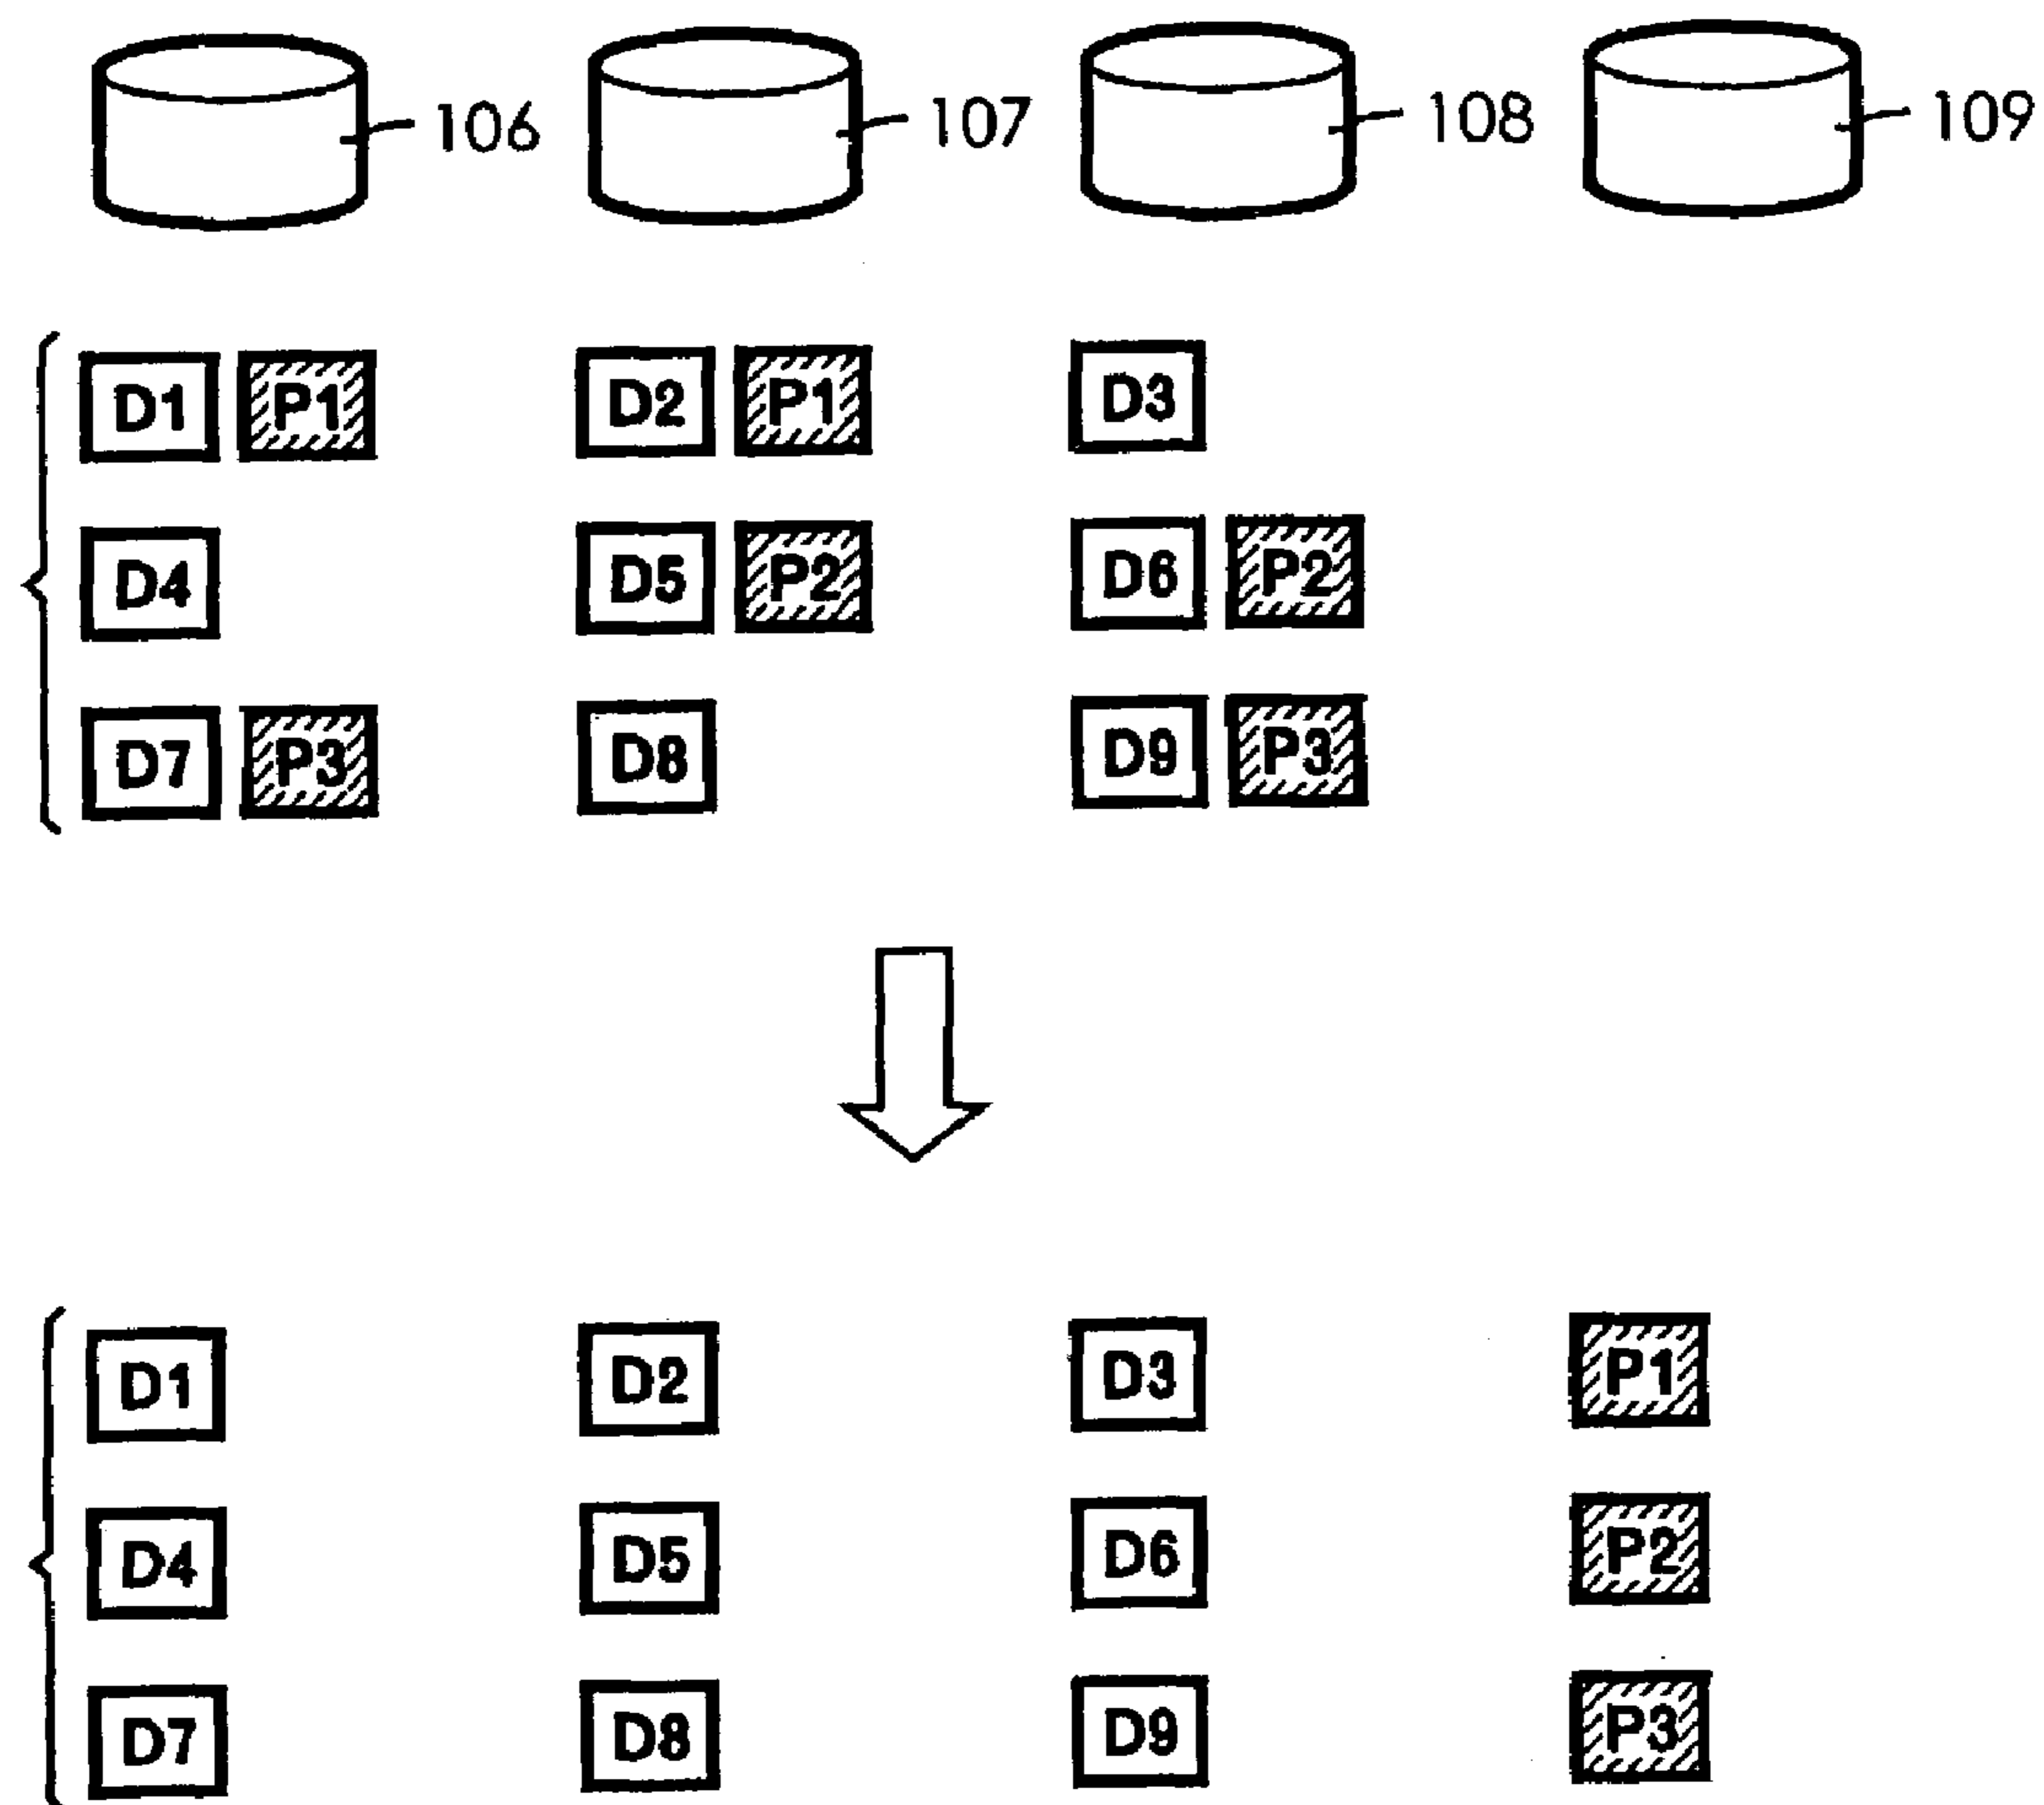 106 107 108 109
D1 P1 D2 P1 D3
D4 D5 P2 D6 P2
D7 P3 D8 D9 P3
D1 D2 D3 P1
D4 D5 D6 P2
D7 D8 D9 P3